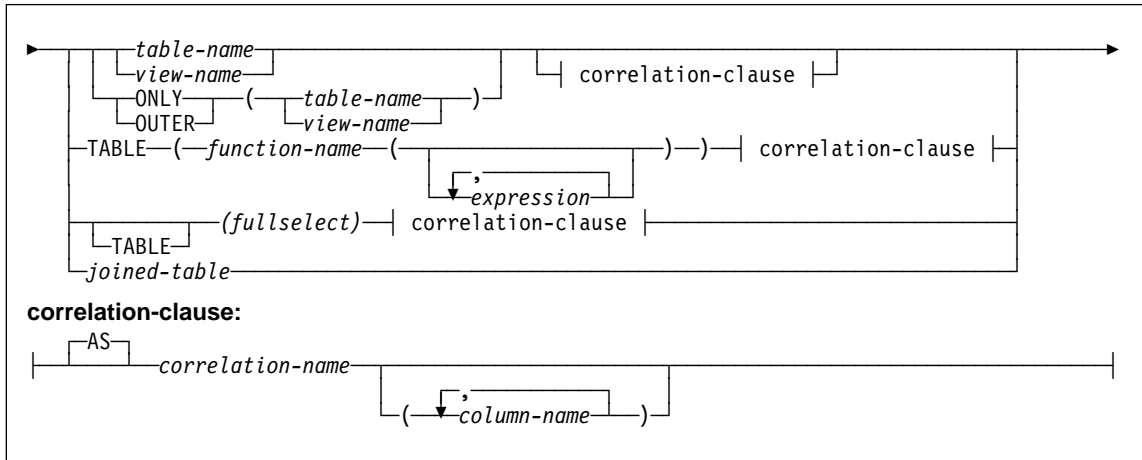 table-name
view-name
correlation-clause
ONLY ( table-name )
OUTER view-name
TABLE ( function-name ( ) ) correlation-clause
,
expression
(fullselect) correlation-clause
TABLE
joined-table
correlation-clause:
AS
correlation-name
,
( column-name )